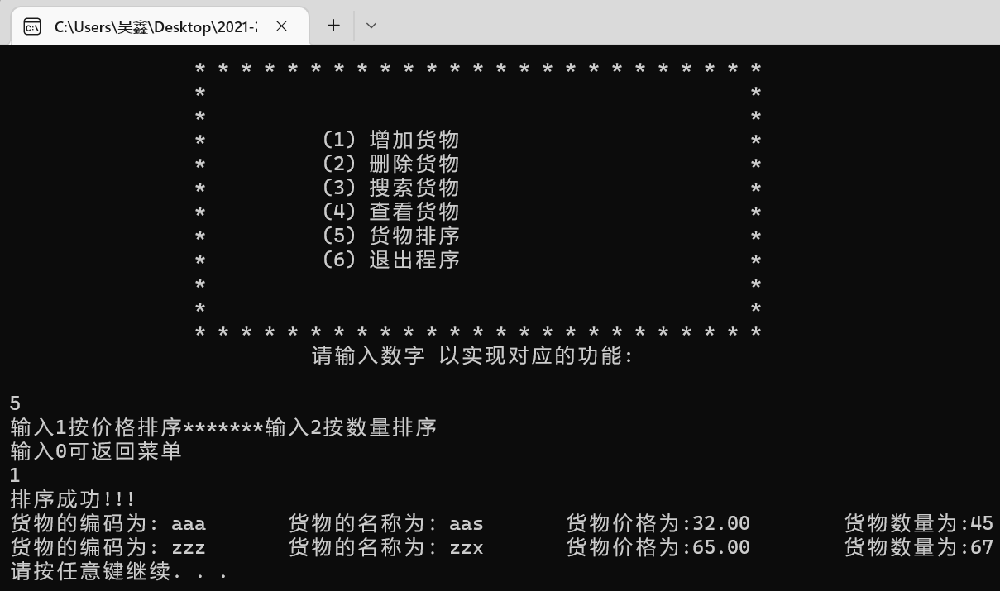 C:\Users\吴鑫\Desktop\2021-2
* * * * * * * * * * * * * * * * * * * * * * * * *
* *
* *
* (1) 增加货物 *
* (2) 删除货物 *
* (3) 搜索货物 *
* (4) 查看货物 *
* (5) 货物排序 *
* (6) 退出程序 *
* *
* *
* * * * * * * * * * * * * * * * * * * * * * * * *
请输入数字 以实现对应的功能:
5
输入1按价格排序*******输入2按数量排序
输入0可返回菜单
1
排序成功!!!
货物的编码为: aaa 货物的名称为: aas 货物价格为:32.00 货物数量为:45
货物的编码为: zzz 货物的名称为: zzx 货物价格为:65.00 货物数量为:67
请按任意键继续. . .